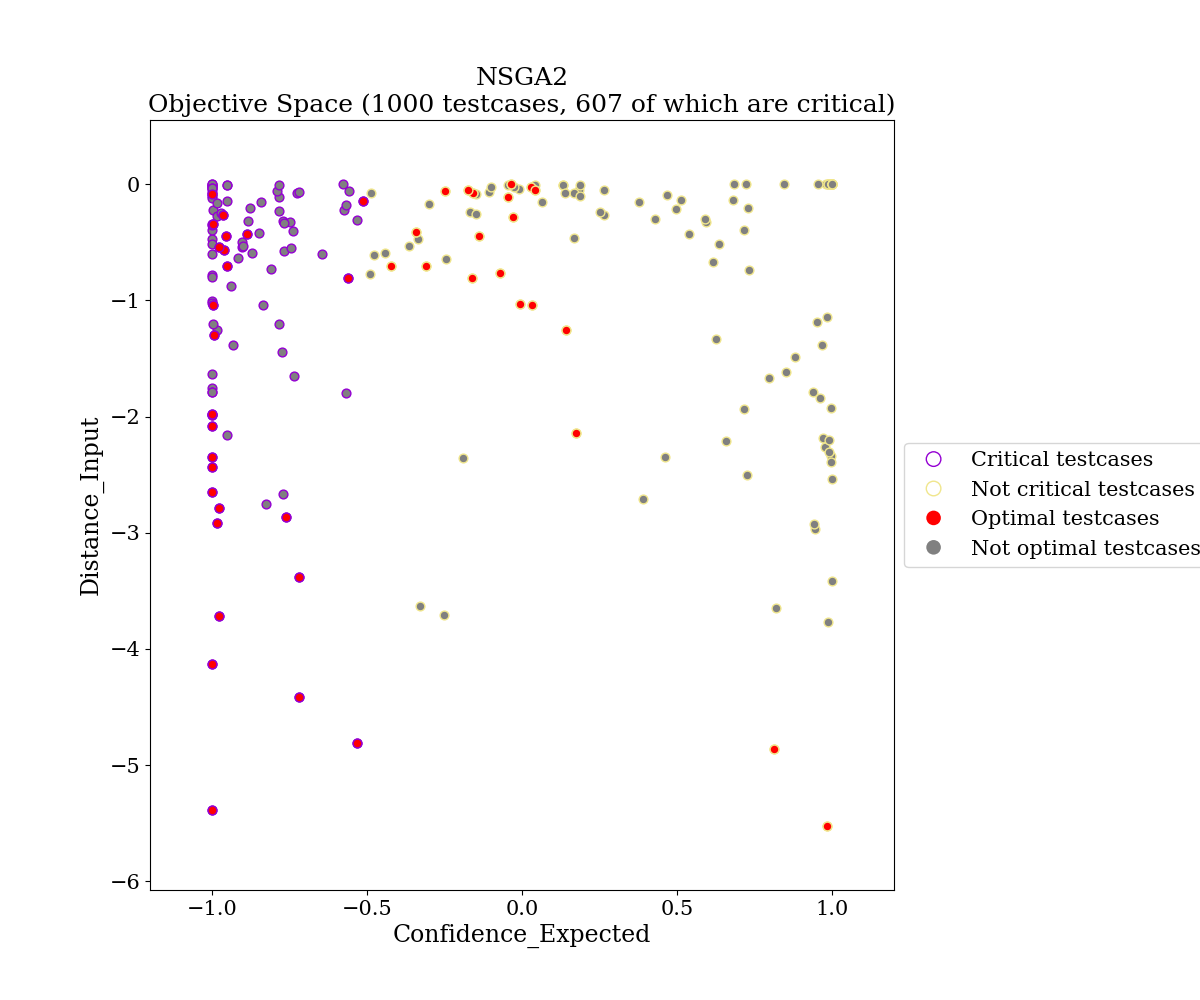 NSGA2
Objective Space (1000 testcases, 607 of which are critical)
0
−1
−2
−3
−4
−5
−6
Distance_Input
−1.0
−0.5
0.0
0.5
1.0
Confidence_Expected
Critical testcases
Not critical testcases
Optimal testcases
Not optimal testcases